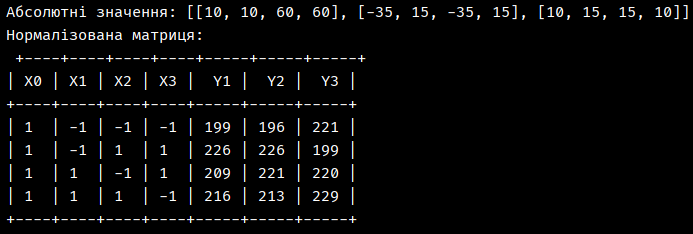 Абсолютні значення: [[10, 10, 60, 60], [-35, 15, -35, 15], [10, 15, 15, 10]]
Нормалізована матриця:
 +----+----+----+----+-----+-----+-----+
| X0 | X1 | X2 | X3 |  Y1 |  Y2 |  Y3 |
+----+----+----+----+-----+-----+-----+
| 1  | -1 | -1 | -1 | 199 | 196 | 221 |
| 1  | -1 | 1  | 1  | 226 | 226 | 199 |
| 1  | 1  | -1 | 1  | 209 | 221 | 220 |
| 1  | 1  | 1  | -1 | 216 | 213 | 229 |
+----+----+----+----+-----+-----+-----+